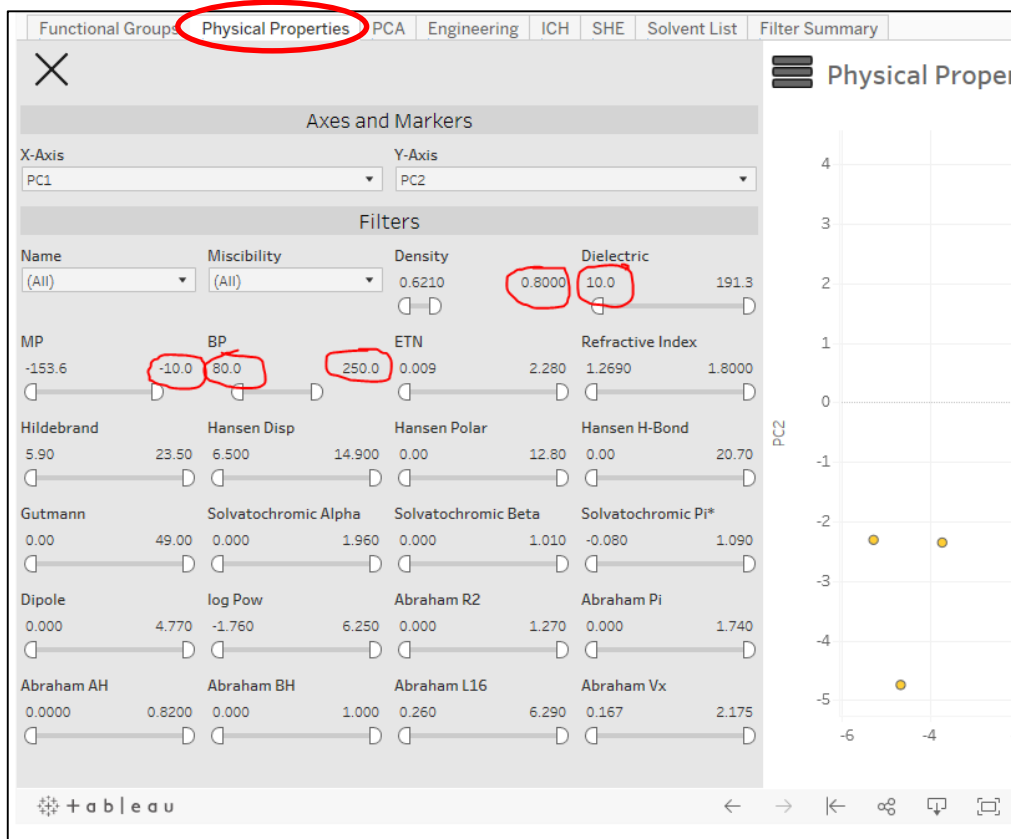 Functional Groups Physical Properties PCA Engineering ICH SHE Solvent List Filter Summary
Physical Proper
Axes and Markers
X-Axis Y-Axis
PC1 PC2
Filters
Name Miscibility Density Dielectric
(All) (All) 0.6210 0.8000 10.0 191.3
MP BP ETN Refractive Index
-153.6 -10.0 80.0 250.0 0.009 2.280 1.2690 1.8000
Hildebrand Hansen Disp Hansen Polar Hansen H-Bond
5.90 23.50 6.500 14.900 0.00 12.80 0.00 20.70
Gutmann Solvatochromic Alpha Solvatochromic Beta Solvatochromic Pi*
0.00 49.00 0.000 1.960 0.000 1.010 -0.080 1.090
Dipole log Pow Abraham R2 Abraham Pi
0.000 4.770 -1.760 6.250 0.000 1.270 0.000 1.740
Abraham AH Abraham BH Abraham L16 Abraham Vx
0.0000 0.8200 0.000 1.000 0.260 6.290 0.167 2.175
+ a b l e a u
4
3
2
1
0
PC2
-1
-2
-3
-4
-5
-6 -4